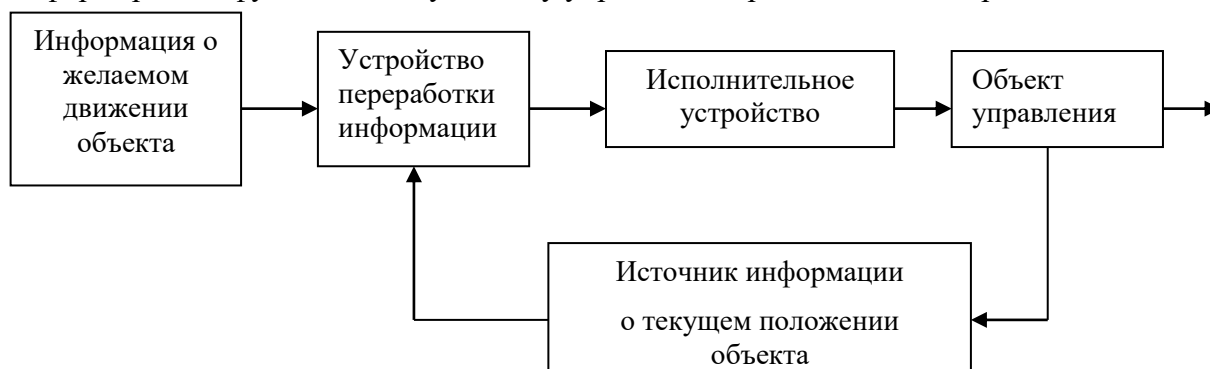 Информация о
желаемом
движении
объекта
Устройство
переработки
информации
Исполнительное
устройство
Объект
управления
Источник информации
о текущем положении
объекта